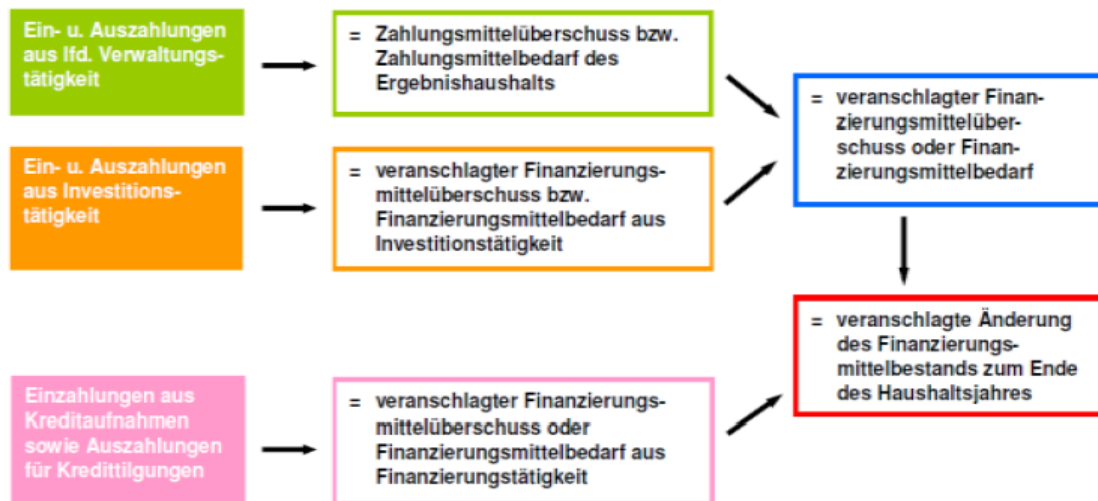 Ein- u. Auszahlungen
aus lfd. Verwaltungs-
tätigkeit
= Zahlungsmittelüberschuss bzw.
Zahlungsmittelbedarf des
Ergebnishaushalts
= veranschlagter Finan-
zierungsmittelüber-
schuss oder Finan-
zierungsmittelbedarf
Ein- u. Auszahlungen
aus Investitions-
tätigkeit
= veranschlagter Finanzierungs-
mittelüberschuss bzw.
Finanzierungsmittelbedarf aus
Investitionstätigkeit
= veranschlagte Änderung
des Finanzierungs-
mittelbestands zum Ende
des Haushaltsjahres
Einzahlungen aus
Kreditaufnahmen
sowie Auszahlungen
für Kredittilgungen
= veranschlagter Finanzierungs-
mittelüberschuss oder
Finanzierungsmittelbedarf aus
Finanzierungstätigkeit